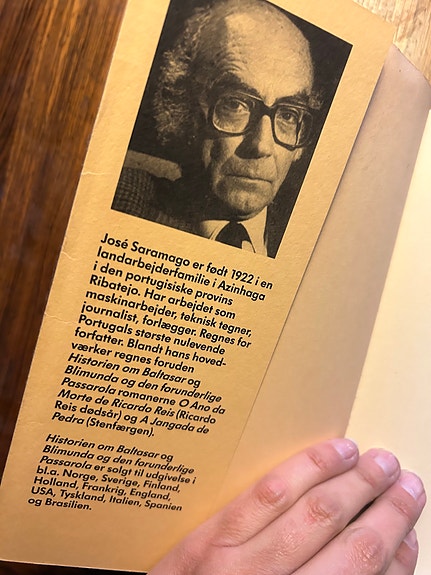 José Saramago er født 1922 i en
landarbejderfamilie i Azinhaga
i den portugisiske provins
Ribatejo. Har arbejdet som
maskinarbejder, teknisk tegner,
journalist, forlægger. Regnes for
Portugals største nulevende
forfatter. Blandt hans hoved-
værker regnes foruden
Historien om Baltasar og
Blimunda og den forunderlige
Passarola romanerne O Ano da
Morte de Ricardo Reis (Ricardo
Reis dødsår) og A Jangada de
Pedra (Stenfærgen).
Historien om Baltasar og
Blimunda og den forunderlige
Passarola er solgt til udgivelse i
bl.a. Norge, Sverige, Finland,
Holland, Frankrig, England,
USA, Tyskland, Italien, Spanien
og Brasilien.